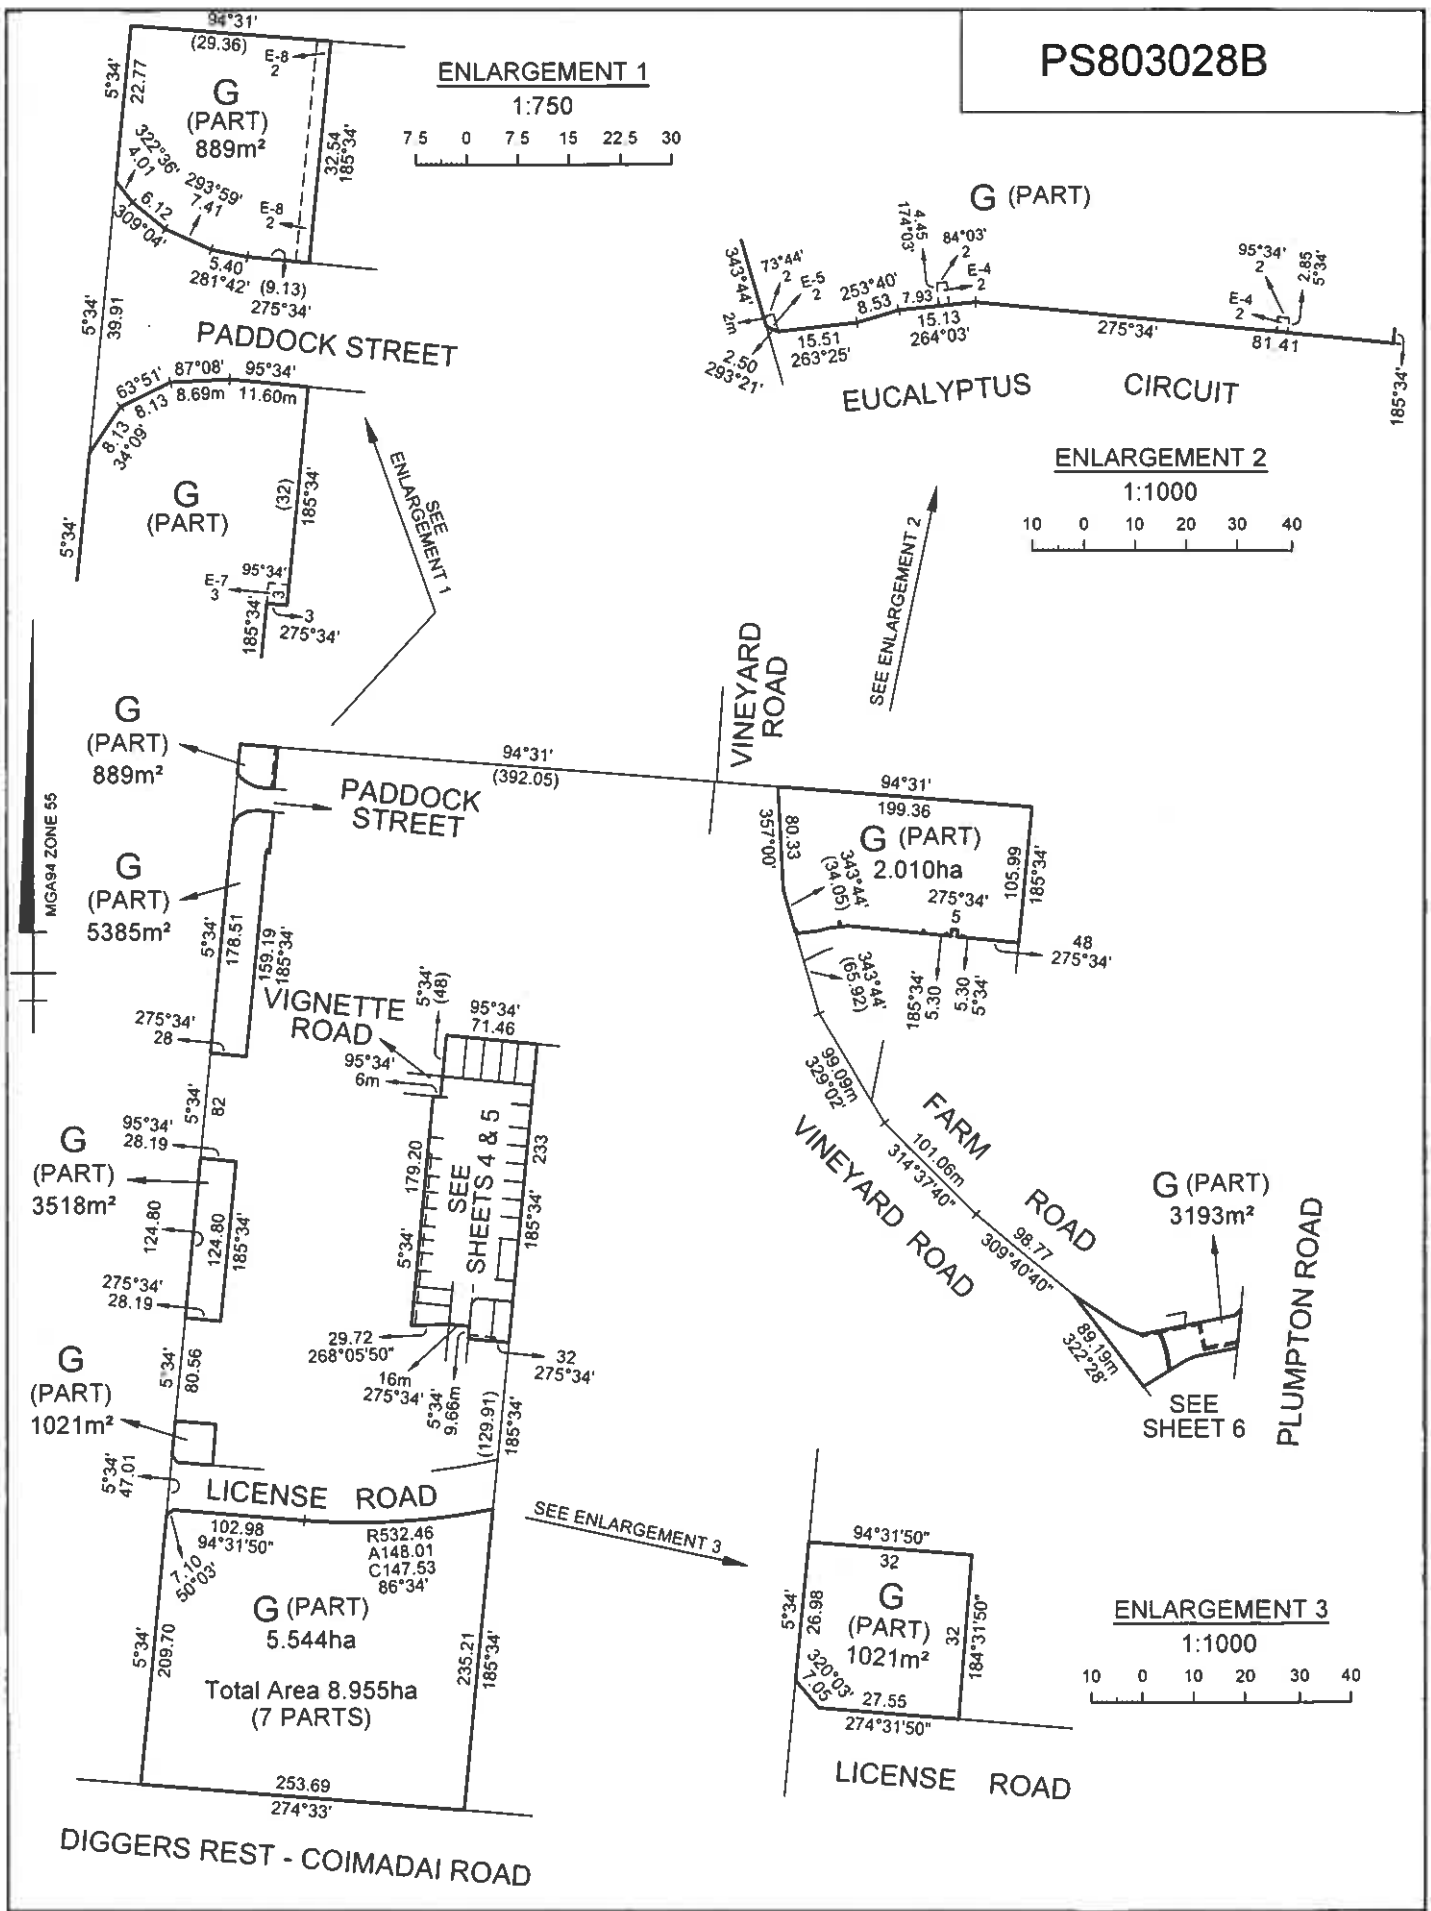 PS803028B
94°31'
(29.36)
E-8
2
5°34'
22.77
G
(PART)
889m²
32.54
185°34'
322°36'
4.01
293°59'
7.41
6.12
309°04'
E-8
2
5.40
281°42'
(9.13)
275°34'
5°34'
39.91
PADDOCK STREET
63°51'
8.13
87°08'
8.69m
95°34'
11.60m
8.13
34°09'
G
(PART)
(32)
185°34'
5°34'
E-7
3
95°34'
3
185°34'
3
275°34'
SEE
ENLARGEMENT 1
ENLARGEMENT 1
1:750
7 5 0 7.5 15 22.5 30
G (PART)
343°44'
73°44'
2
E-5
2
2m
2.50
293°21'
15.51
263°25'
253°40'
8.53
4.45
174°03'
84°03'
2
E-4
2
7.93
15.13
264°03'
275°34'
81.41
95°34'
2
E-4
2
2.85
5°34'
185°34'
EUCALYPTUS CIRCUIT
ENLARGEMENT 2
1:1000
10 0 10 20 30 40
SEE ENLARGEMENT 2
MGA94 ZONE 55
G
(PART)
889m²
PADDOCK
STREET
94°31'
(392.05)
VINEYARD
ROAD
94°31'
199.36
80.33
357°00'
G (PART)
2.010ha
105.99
185°34'
343°44'
(34.05)
275°34'
5
48
275°34'
185°34'
5.30
5.30
5°34'
343°44'
(65.92)
G
(PART)
5385m²
5°34'
178.51
159.19
185°34'
275°34'
28
5°34'
82
VIGNETTE
ROAD
5°34'
(48)
95°34'
71.46
95°34'
6m
179.20
5°34'
SEE
SHEETS 4 & 5
233
185°34'
29.72
268°05'50"
16m
275°34'
5°34'
9.66m
32
275°34'
(129.91)
185°34'
99.09m
329°02'
FARM ROAD
101.06m
314°37'40"
VINEYARD ROAD
98.77
309°40'40"
G (PART)
3193m²
PLUMPTON ROAD
89.19m
322°28'
SEE
SHEET 6
95°34'
28.19
G
(PART)
3518m²
124.80
124.80
185°34'
275°34'
28.19
5°34'
80.56
G
(PART)
1021m²
5°34'
47.01
LICENSE ROAD
102.98
94°31'50"
R532.46
A148.01
C147.53
86°34'
7.10
50°03'
G (PART)
5.544ha
5°34'
209.70
235.21
185°34'
Total Area 8.955ha
(7 PARTS)
253.69
274°33'
DIGGERS REST - COIMADAI ROAD
SEE ENLARGEMENT 3
94°31'50"
32
5°34'
26.98
G
(PART)
1021m²
32
184°31'50"
320°03'
7.05
27.55
274°31'50"
LICENSE ROAD
ENLARGEMENT 3
1:1000
10 0 10 20 30 40